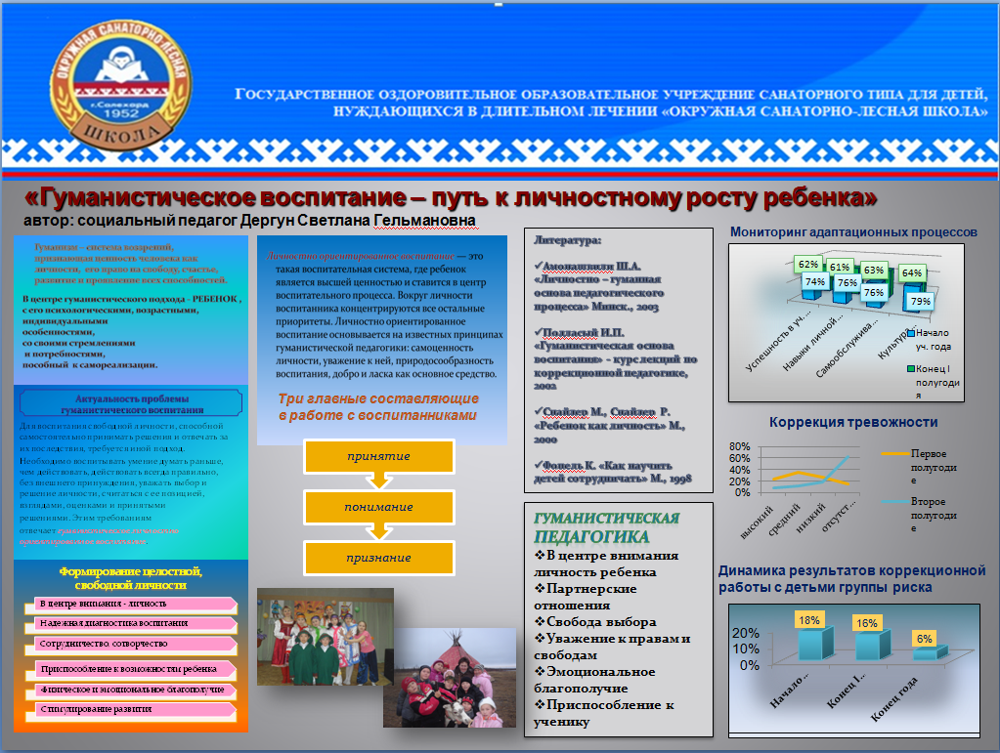 ОКРУЖНАЯ САНАТОРНО-ЛЕСНАЯ
г.Салехард
1952
ШКОЛА
ГОСУДАРСТВЕННОЕ ОЗДОРОВИТЕЛЬНОЕ ОБРАЗОВАТЕЛЬНОЕ УЧРЕЖДЕНИЕ САНАТОРНОГО ТИПА ДЛЯ ДЕТЕЙ,
НУЖДАЮЩИХСЯ В ДЛИТЕЛЬНОМ ЛЕЧЕНИИ «ОКРУЖНАЯ САНАТОРНО-ЛЕСНАЯ ШКОЛА»
«Гуманистическое воспитание – путь к личностному росту ребенка»
автор: социальный педагог Дергун Светлана Гельмановна
Гуманизм – система воззрений,
признающая ценность человека как
личности, его право на свободу, счастье,
развитие и проявление всех способностей.
В центре гуманистического подхода - РЕБЕНОК ,
с его психологическими, возрастными,
индивидуальными
особенностями,
со своими стремлениями
и потребностями,
пособный к самореализации.
Актуальность проблемы
гуманистического воспитания
Для воспитания свободной личности, способной
самостоятельно принимать решения и отвечать за
их последствия, требуется иной подход.
Необходимо воспитывать умение думать раньше,
чем действовать, действовать всегда правильно,
без внешнего принуждения, уважать выбор и
решение личности, считаться с ее позицией,
взглядами, оценками и принятыми
решениями. Этим требованиям
отвечает
Формирование целостной,
свободной личности
В центре внимания - личность
Надежная диагностика воспитания
Сотрудничество, сотворчество
Приспособление к возможностям ребенка
Физическое и эмоциональное благополучие
Стимулирование развития
Личностно ориентированное воспитание — это
такая воспитательная система, где ребенок
является высшей ценностью и ставится в центр
воспитательного процесса. Вокруг личности
воспитанника концентрируются все остальные
приоритеты. Личностно ориентированное
воспитание основывается на известных принципах
гуманистической педагогики: самоценность
личности, уважение к ней, природосообразность
воспитания, добро и ласка как основное средство.
Три главные составляющие
в работе с воспитанниками
принятие
понимание
признание
Литература:
✓Амонашвили Ш.А.
«Личностно – гуманная
основа педагогического
процесса» Минск., 2003
✓Подласый И.П.
«Гуманистическая основа
воспитания» - курс лекций по
коррекционной педагогике,
2002
✓Снайдер М., Снайдер Р.
«Ребенок как личность» М.,
2000
✓Фопель К. «Как научить
детей сотрудничать» М., 1998
ГУМАНИСТИЧЕСКАЯ
ПЕДАГОГИКА
❖В центре внимания
личность ребенка
❖Партнерские
отношения
❖Свобода выбора
❖Уважение к правам и
свободам
❖Эмоциональное
благополучие
❖Приспособление к
ученику
Мониторинг адаптационных процессов
62% 61% 63% 64%
74% 76% 76% 79%
Успешность в уч…
Навыки личной…
Самообслужива…
Культур…
Начало
уч. года
Конец I
полугоди
я
Коррекция тревожности
80%
60%
40%
20%
0%
высокий
средний
низкий
отсутст…
Первое
полугоди
е
Второе
полугоди
е
Динамика результатов коррекционной
работы с детьми группы риска
20%
10%
0%
18% 16% 6%
Начало…
Конец I…
Конец года